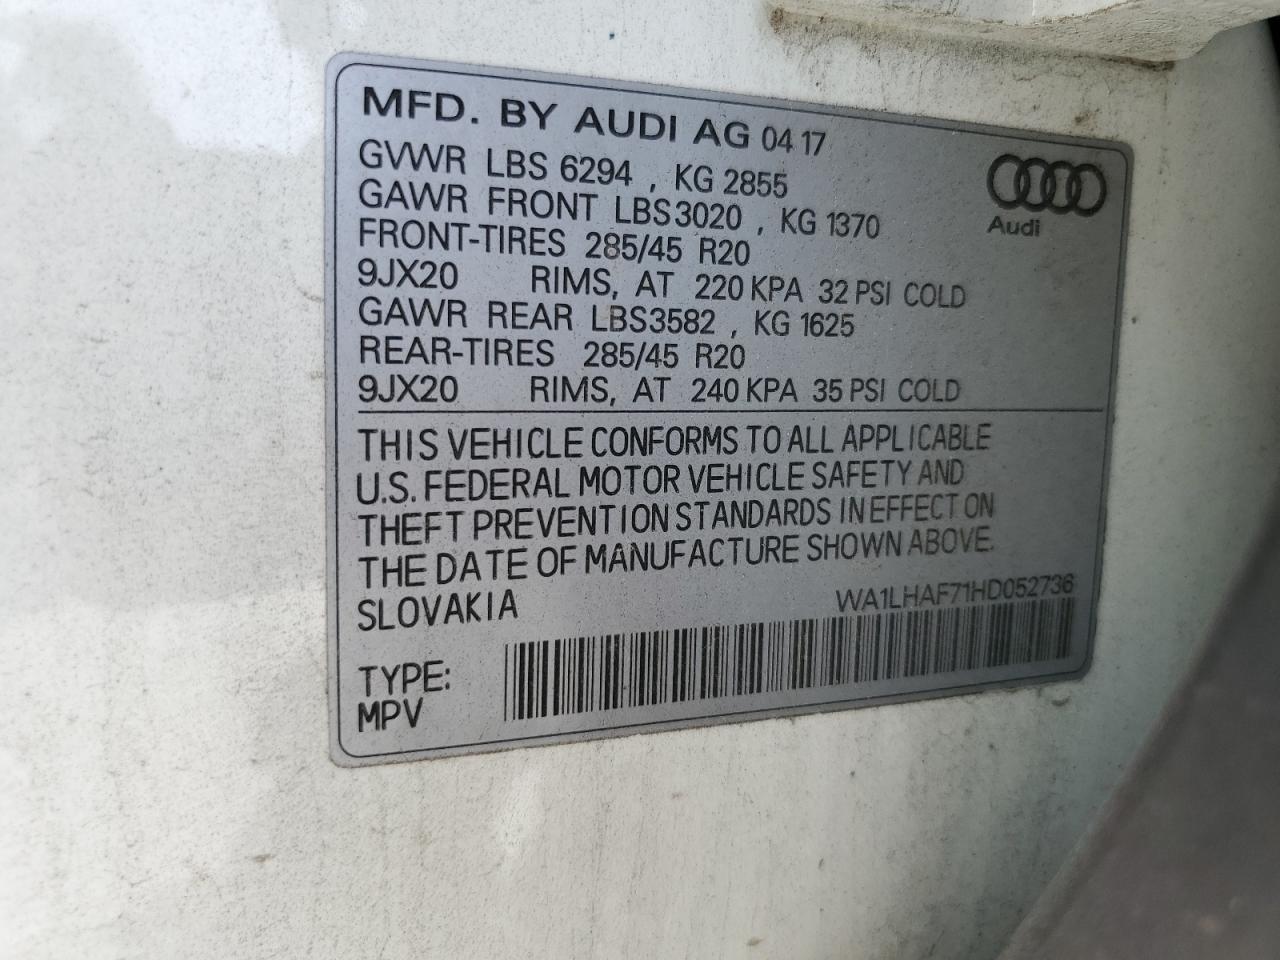 MFD. BY AUDI AG 04 17
GVWR LBS 6294 , KG 2855
GAWR FRONT LBS3020 , KG 1370
FRONT-TIRES 285/45 R20
9JX20 RIMS, AT 220 KPA 32 PSI COLD
GAWR REAR LBS3582 , KG 1625
REAR-TIRES 285/45 R20
9JX20 RIMS, AT 240 KPA 35 PSI COLD
Audi
THIS VEHICLE CONFORMS TO ALL APPLICABLE
U.S. FEDERAL MOTOR VEHICLE SAFETY AND
THEFT PREVENTION STANDARDS IN EFFECT ON
THE DATE OF MANUFACTURE SHOWN ABOVE.
SLOVAKIA
WA1LHAF71HD052736
TYPE:
MPV